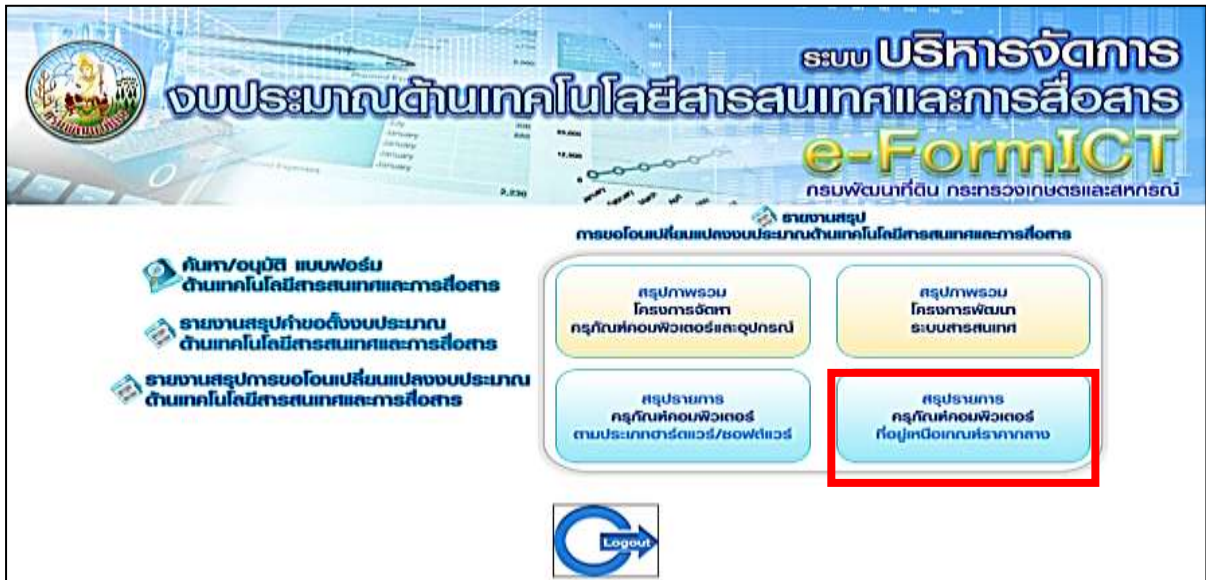 ระบบ บริหารจัดการ
งบประมาณด้านเทคโนโลยีสารสนเทศและการสื่อสาร
e-FormICT
กรมพัฒนาที่ดิน กระทรวงเกษตรและสหกรณ์
รายงานสรุป
การขอโอนเปลี่ยนแปลงงบประมาณด้านเทคโนโลยีสารสนเทศและการสื่อสาร
ค้นหา/อนุมัติ แบบฟอร์ม
ด้านเทคโนโลยีสารสนเทศและการสื่อสาร
รายงานสรุปคำขอตั้งงบประมาณ
ด้านเทคโนโลยีสารสนเทศและการสื่อสาร
รายงานสรุปการขอโอนเปลี่ยนแปลงงบประมาณ
ด้านเทคโนโลยีสารสนเทศและการสื่อสาร
สรุปภาพรวม
โครงการจัดหา
ครุภัณฑ์คอมพิวเตอร์และอุปกรณ์
สรุปภาพรวม
โครงการพัฒนา
ระบบสารสนเทศ
สรุปรายการ
ครุภัณฑ์คอมพิวเตอร์
ตามประเภทฮาร์ดแวร์/ซอฟต์แวร์
สรุปรายการ
ครุภัณฑ์คอมพิวเตอร์
ที่อยู่เหนือเกณฑ์ราคากลาง
Logout